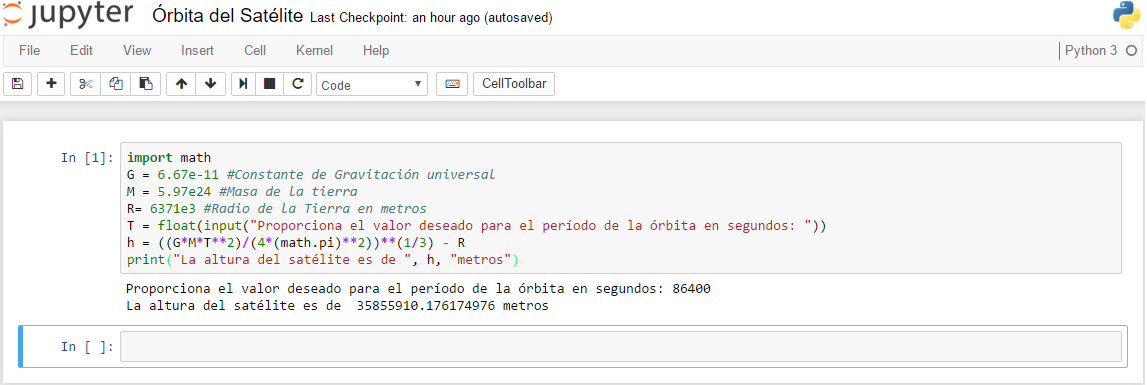 jupyter Órbita del Satélite Last Checkpoint: an hour ago (autosaved)
File Edit View Insert Cell Kernel Help Python 3
Code CellToolbar
In [1]: import math
G = 6.67e-11 #Constante de Gravitación universal
M = 5.97e24 #Masa de la tierra
R= 6371e3 #Radio de la Tierra en metros
T = float(input("Proporciona el valor deseado para el período de la órbita en segundos: "))
h = ((G*M*T**2)/(4*(math.pi)**2))**(1/3) - R
print("La altura del satélite es de ", h, "metros")
Proporciona el valor deseado para el período de la órbita en segundos: 86400
La altura del satélite es de  35855910.176174976 metros
In [ ]: